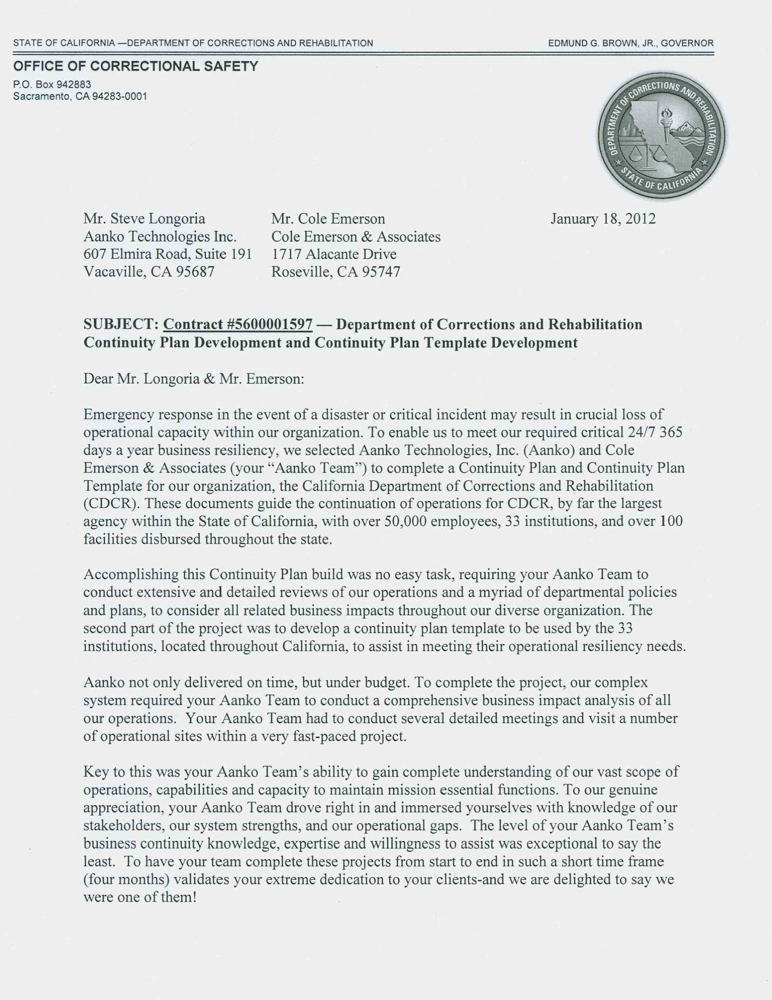 STATE OF CALIFORNIA —DEPARTMENT OF CORRECTIONS AND REHABILITATION
EDMUND G. BROWN, JR., GOVERNOR
OFFICE OF CORRECTIONAL SAFETY
P.O. Box 942883
Sacramento, CA 94283-0001
DEPARTMENT OF CORRECTIONS AND REHABILITATION
STATE OF CALIFORNIA
Mr. Steve Longoria Mr. Cole Emerson January 18, 2012
Aanko Technologies Inc. Cole Emerson & Associates
607 Elmira Road, Suite 191 1717 Alacante Drive
Vacaville, CA 95687 Roseville, CA 95747
SUBJECT: Contract #5600001597 — Department of Corrections and Rehabilitation
Continuity Plan Development and Continuity Plan Template Development
Dear Mr. Longoria & Mr. Emerson:
Emergency response in the event of a disaster or critical incident may result in crucial loss of
operational capacity within our organization. To enable us to meet our required critical 24/7 365
days a year business resiliency, we selected Aanko Technologies, Inc. (Aanko) and Cole
Emerson & Associates (your “Aanko Team”) to complete a Continuity Plan and Continuity Plan
Template for our organization, the California Department of Corrections and Rehabilitation
(CDCR). These documents guide the continuation of operations for CDCR, by far the largest
agency within the State of California, with over 50,000 employees, 33 institutions, and over 100
facilities disbursed throughout the state.
Accomplishing this Continuity Plan build was no easy task, requiring your Aanko Team to
conduct extensive and detailed reviews of our operations and a myriad of departmental policies
and plans, to consider all related business impacts throughout our diverse organization. The
second part of the project was to develop a continuity plan template to be used by the 33
institutions, located throughout California, to assist in meeting their operational resiliency needs.
Aanko not only delivered on time, but under budget. To complete the project, our complex
system required your Aanko Team to conduct a comprehensive business impact analysis of all
our operations. Your Aanko Team had to conduct several detailed meetings and visit a number
of operational sites within a very fast-paced project.
Key to this was your Aanko Team’s ability to gain complete understanding of our vast scope of
operations, capabilities and capacity to maintain mission essential functions. To our genuine
appreciation, your Aanko Team drove right in and immersed yourselves with knowledge of our
stakeholders, our system strengths, and our operational gaps. The level of your Aanko Team’s
business continuity knowledge, expertise and willingness to assist was exceptional to say the
least. To have your team complete these projects from start to end in such a short time frame
(four months) validates your extreme dedication to your clients-and we are delighted to say we
were one of them!